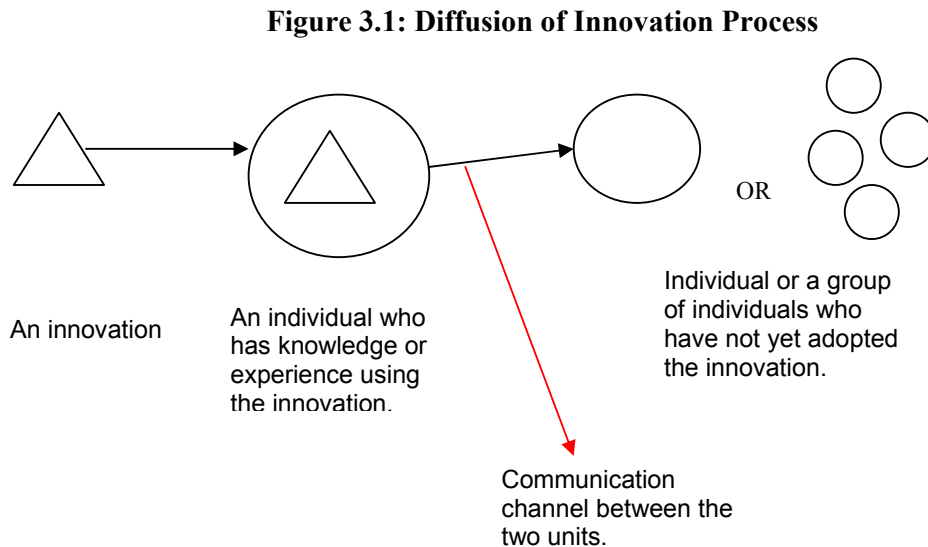 Figure 3.1: Diffusion of Innovation Process
OR
An innovation
An individual who
has knowledge or
experience using
the innovation.
Individual or a group
of individuals who
have not yet adopted
the innovation.
Communication
channel between the
two units.